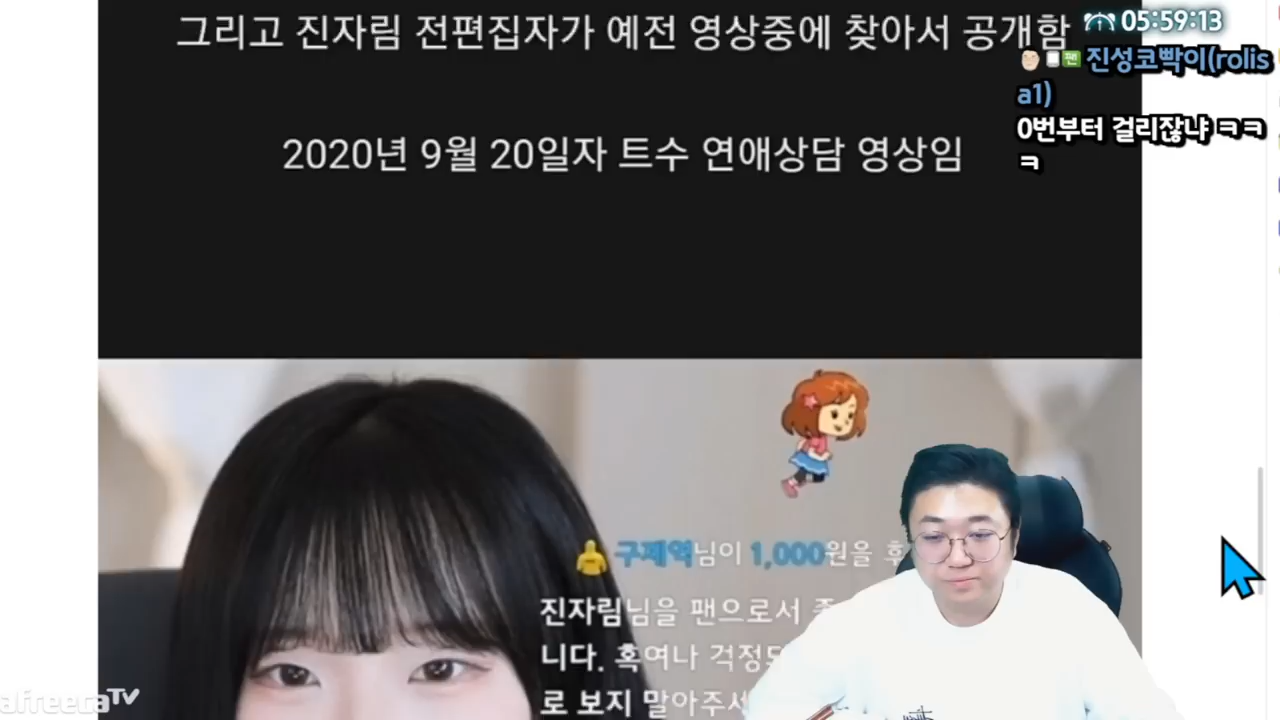 그리고 진자림 전편집자가 예전 영상중에 찾아서 공개함
05:59:13
진성코빡이(rolis
a1)
0번부터 걸리잖냐 ㅋㅋ
ㅋ
2020년 9월 20일자 트수 연애상담 영상임
구제역님이 1,000원을 후
진자림님을 팬으로서
니다. 혹여나
로 보지 말아주세
afreecaTV